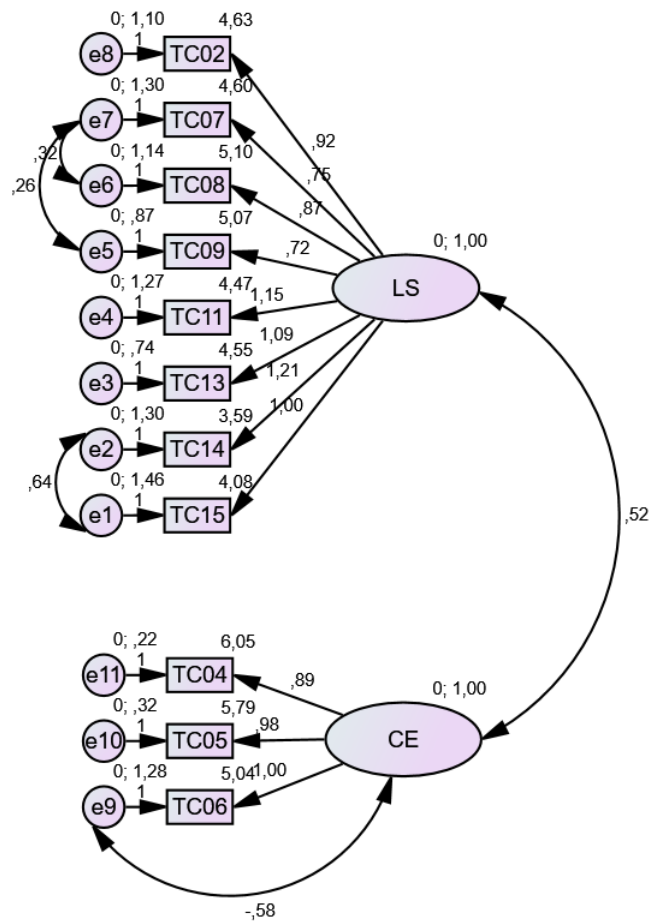 0; 1,10
4,63
e8
1
TC02
0; 1,30
4,60
e7
1
TC07
,92
,32
0; 1,14
5,10
,75
,26
e6
1
TC08
,87
0; ,87
5,07
e5
1
TC09
,72
0; 1,00
LS
0; 1,27
4,47
1,15
e4
1
TC11
0; ,74
4,55
1,09
e3
1
TC13
1,21
0; 1,30
3,59
1,00
e2
1
TC14
,64
0; 1,46
4,08
e1
1
TC15
,52
0; ,22
6,05
e11
1
TC04
,89
0; 1,00
0; ,32
5,79
,98
e10
1
TC05
CE
0; 1,28
5,04
1,00
e9
1
TC06
-,58